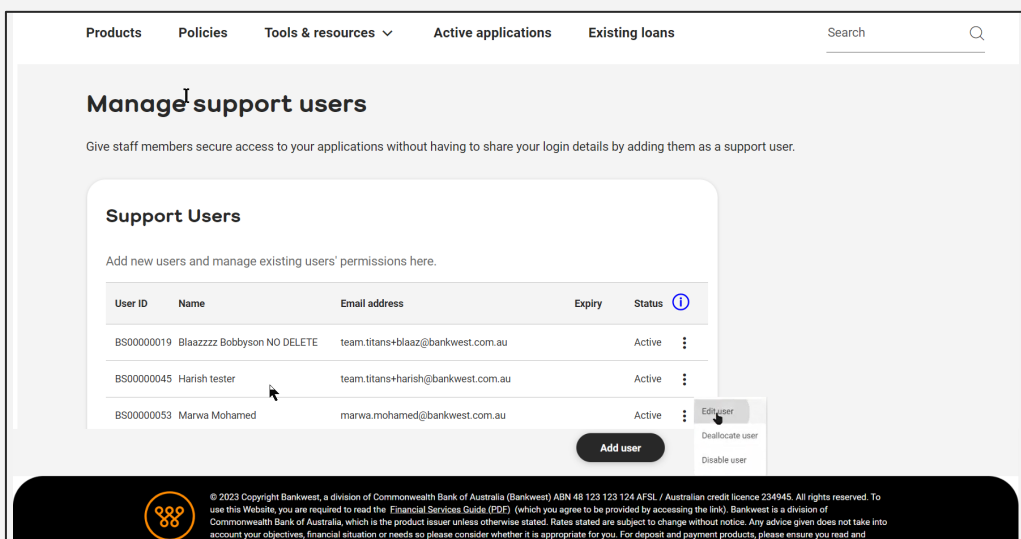 Products Policies Tools & resources Active applications Existing loans Search
Manage support users
Give staff members secure access to your applications without having to share your login details by adding them as a support user.
Support Users
Add new users and manage existing users' permissions here.
User ID Name Email address Expiry Status i
BS00000019 Blaazzzz Bobbyson NO DELETE team.titans+blaaz@bankwest.com.au Active
BS00000045 Harish tester team.titans+harish@bankwest.com.au Active
BS00000053 Marwa Mohamed marwa.mohamed@bankwest.com.au Active
Edit user
Deallocate user
Disable user
Add user
© 2023 Copyright Bankwest, a division of Commonwealth Bank of Australia (Bankwest) ABN 48 123 123 124 AFSL / Australian credit licence 234945. All rights reserved. To
use this Website, you are required to read the Financial Services Guide (PDF) (which you agree to be provided by accessing the link). Bankwest is a division of
Commonwealth Bank of Australia, which is the product issuer unless otherwise stated. Rates stated are subject to change without notice. Any advice given does not take into
account your objectives, financial situation or needs so please consider whether it is appropriate for you. For deposit and payment products, please ensure you read and